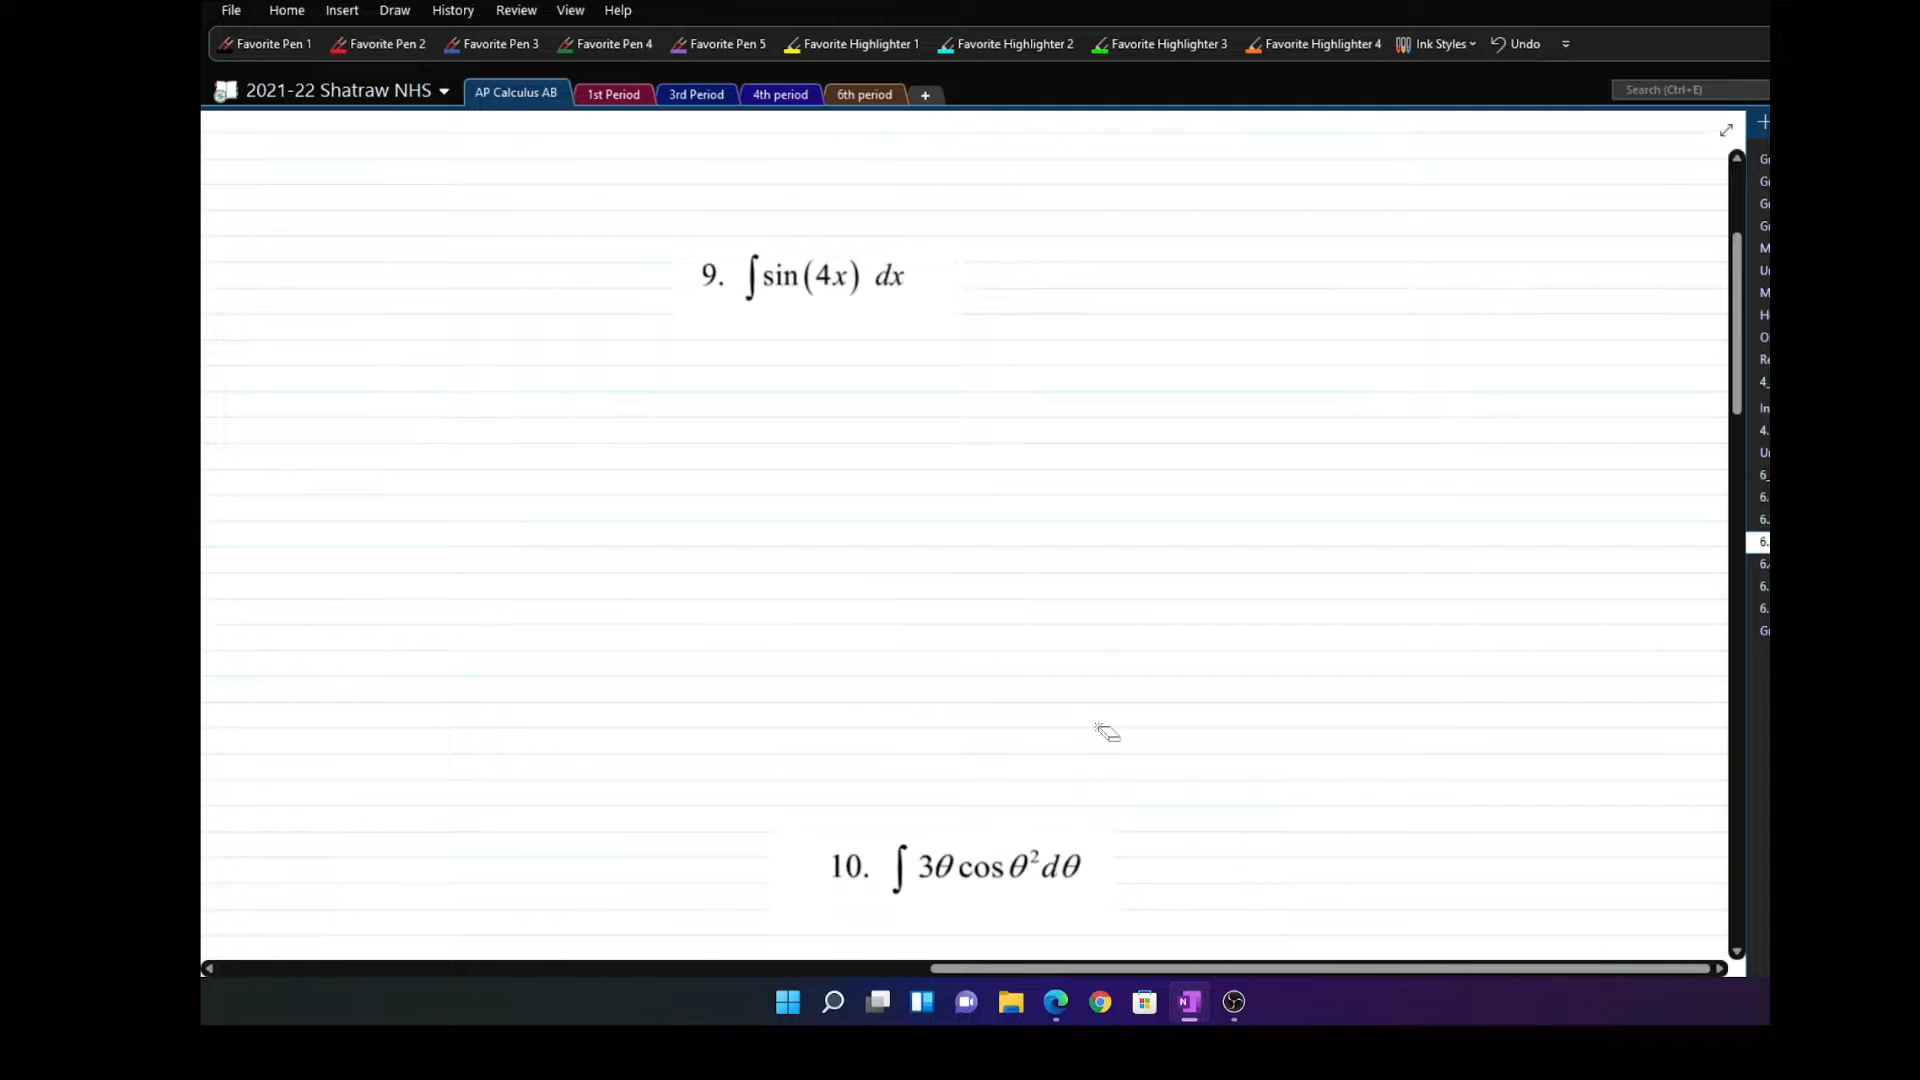 File Home Insert Draw History Review View Help
Favorite Pen 1 Favorite Pen 2 Favorite Pen 3 Favorite Pen 4 Favorite Pen 5 Favorite Highlighter 1 Favorite Highlighter 2 Favorite Highlighter 3 Favorite Highlighter 4 Ink Styles Undo
2021-22 Shatraw NHS AP Calculus AB 1st Period 3rd Period 4th period 6th period + Search (Ctrl+E)
9. ∫ sin(4x) dx
10. ∫ 3θ cos θ² dθ